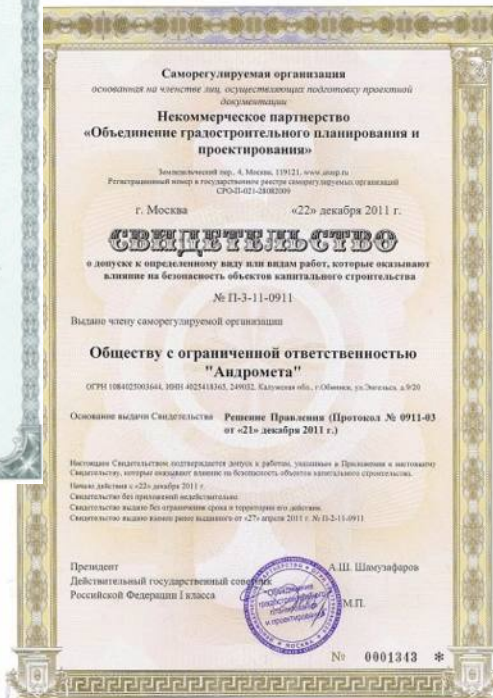 Саморегулируемая организация
основанная на членстве лиц, осуществляющих подготовку проектной
документации
Некоммерческое партнерство
«Объединение градостроительного планирования и
проектирования»
Земледельческий пер., 4, Москва, 119121,
Регистрационный номер в государственном реестре саморегулируемых организаций
СРО-П-021-28082009
г. Москва «22» декабря 2011 г.
СВИДЕТЕЛЬСТВО
о допуске к определенному виду или видам работ, которые оказывают
влияние на безопасность объектов капитального строительства
№ П-3-11-0911
Выдано члену саморегулируемой организации
Обществу с ограниченной ответственностью
"Андромета"
ОГРН 1084025003644, ИНН 4025418363, 249032, Калужская обл., г.Обнинск, ул.Энгельса, д.9/20
Основание выдачи Свидетельства Решение Правления (Протокол № 0911-03
от «21» декабря 2011 г.)
Настоящим Свидетельством подтверждается допуск к работам, указанным в Приложении к настоящему
Свидетельству, которые оказывают влияние на безопасность объектов капитального строительства.
Начало действия с «22» декабря 2011 г.
Свидетельство без приложений недействительно
Свидетельство выдано без ограничения срока и территории его действия.
Свидетельство выдано взамен ранее выданного от «27» апреля 2011 г. № П-2-11-0911
Президент А.Ш. Шамузафаров
Действительный государственный советник
Российской Федерации I класса М.П.
"Объединение
градостроительного
планирования
и проектирования"
МОСКВА
№ 0001343 *